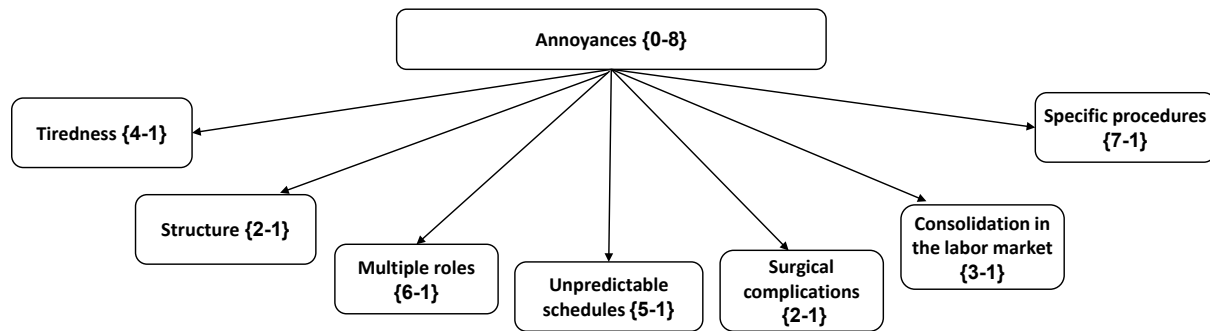 Annoyances {0-8}
Tiredness {4-1}
Specific procedures
{7-1}
Structure {2-1}
Multiple roles
{6-1}
Unpredictable
schedules {5-1}
Surgical
complications
{2-1}
Consolidation in
the labor market
{3-1}